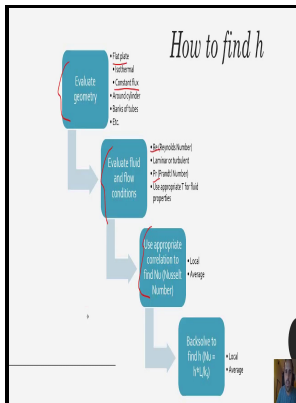 How to find h
Evaluate
geometry
• Flat plate
• Isothermal
• Constant flux
• Around cylinder
• Banks of tubes
• Etc.
Evaluate fluid
and flow
conditions
• Re (Reynolds Number)
• Laminar or turbulent
• Pr (Prandtl Number)
• Use appropriate T for fluid
properties
Use appropriate
correlation to
find Nu (Nusselt
Number)
• Local
• Average
Backsolve to
find h (Nu =
h*L/kf)
• Local
• Average